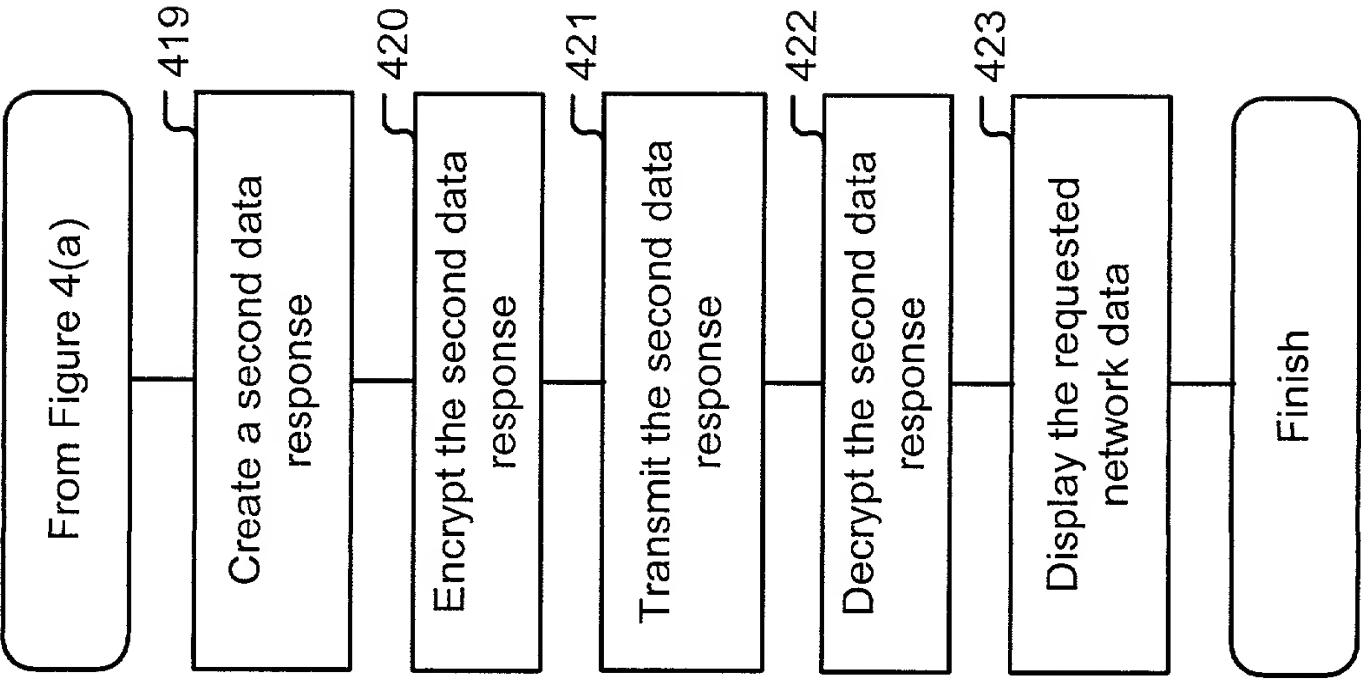 From Figure 4(a)
419
Create a second data
response
420
Encrypt the second data
response
421
Transmit the second data
response
422
Decrypt the second data
response
423
Display the requested
network data
Finish